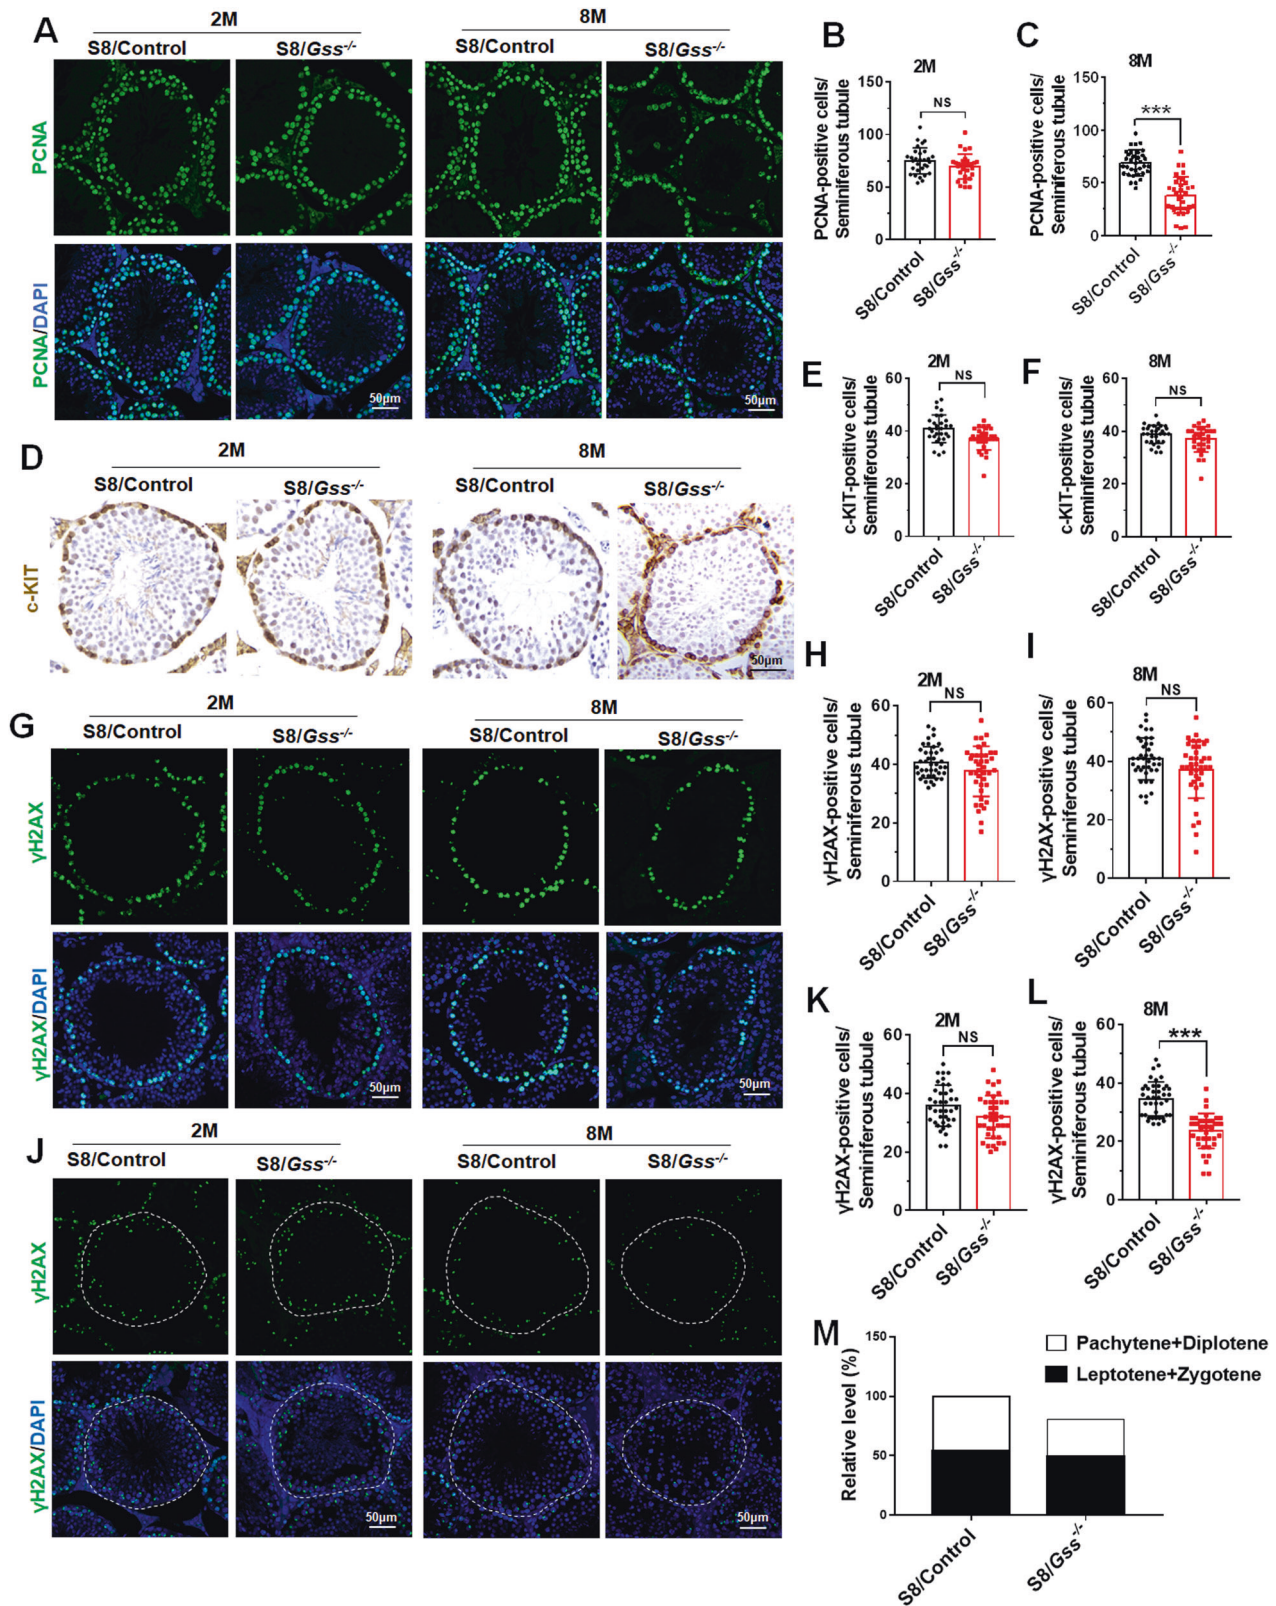 A
2M
8M
S8/Control
S8/Gss-/-
S8/Control
S8/Gss-/-
PCNA
PCNA/DAPI
50μm
50μm
B
2M
NS
PCNA-positive cells/
Seminiferous tubule
150
100
50
0
S8/Control
S8/Gss-/-
C
8M
***
PCNA-positive cells/
Seminiferous tubule
150
100
50
0
S8/Control
S8/Gss-/-
D
2M
8M
S8/Control
S8/Gss-/-
S8/Control
S8/Gss-/-
c-KIT
50μm
E
2M
NS
c-KIT-positive cells/
Seminiferous tubule
60
40
20
0
S8/Control
S8/Gss-/-
F
8M
NS
c-KIT-positive cells/
Seminiferous tubule
60
40
20
0
S8/Control
S8/Gss-/-
G
2M
8M
S8/Control
S8/Gss-/-
S8/Control
S8/Gss-/-
γH2AX
γH2AX/DAPI
50μm
50μm
H
2M
NS
γH2AX-positive cells/
Seminiferous tubule
60
40
20
0
S8/Control
S8/Gss-/-
I
8M
NS
γH2AX-positive cells/
Seminiferous tubule
60
40
20
0
S8/Control
S8/Gss-/-
J
2M
8M
S8/Control
S8/Gss-/-
S8/Control
S8/Gss-/-
γH2AX
γH2AX/DAPI
50μm
50μm
K
2M
NS
γH2AX-positive cells/
Seminiferous tubule
60
40
20
0
S8/Control
S8/Gss-/-
L
8M
***
γH2AX-positive cells/
Seminiferous tubule
60
40
20
0
S8/Control
S8/Gss-/-
M
Relative level (%)
150
100
50
0
Pachytene+Diplotene
Leptotene+Zygotene
S8/Control
S8/Gss-/-